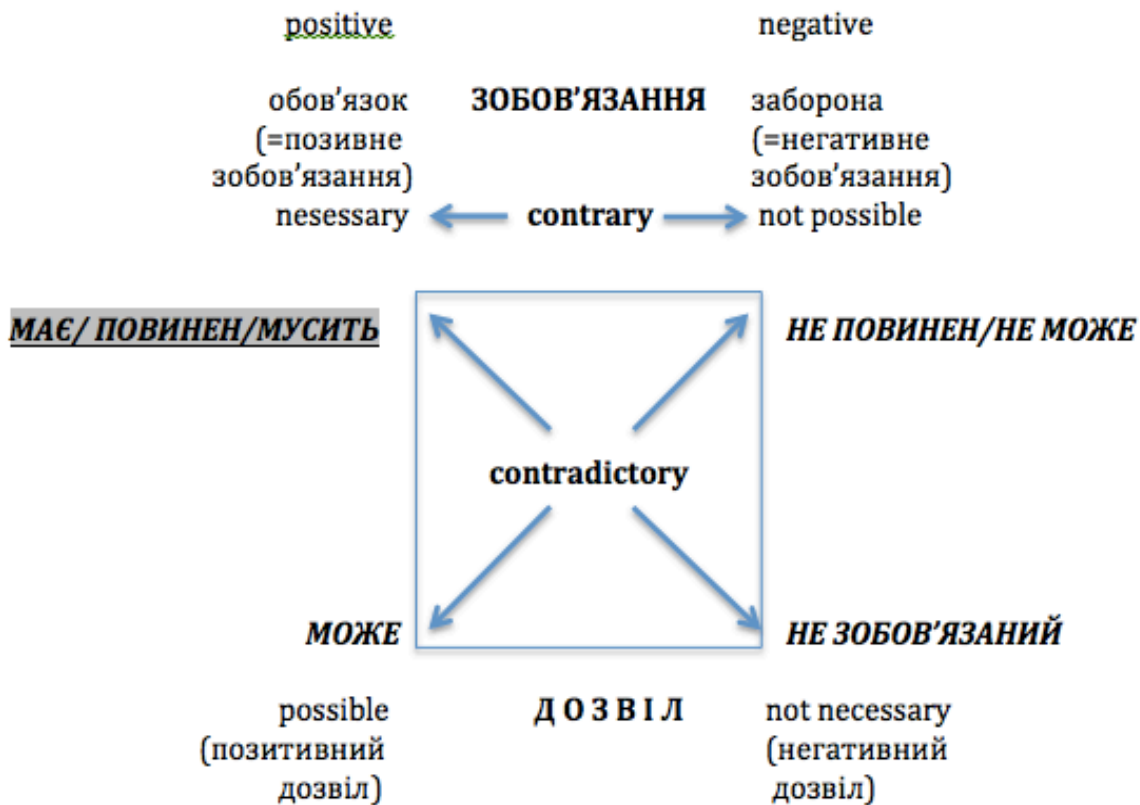 positive negative
обов'язок ЗОБОВ'ЯЗАННЯ заборона
(=позивне (=негативне
зобов'язання) зобов'язання)
nesessary contrary not possible
МАЄ/ ПОВИНЕН/МУСИТЬ НЕ ПОВИНЕН/НЕ МОЖЕ
contradictory
МОЖЕ НЕ ЗОБОВ'ЯЗАНИЙ
possible Д О З В І Л not necessary
(позитивний (негативний
дозвіл) дозвіл)